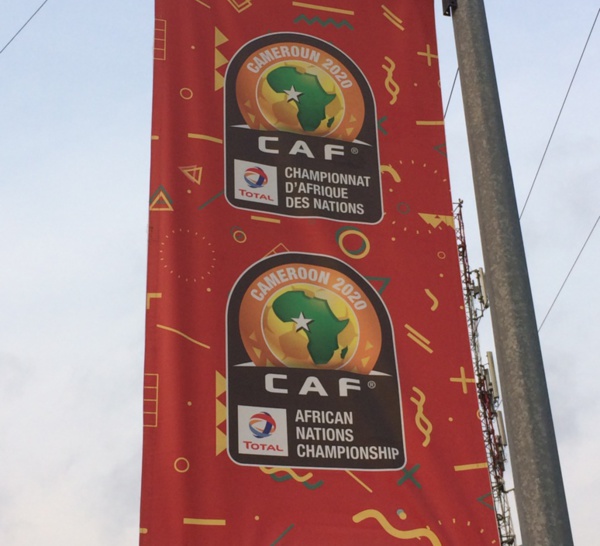 CAMEROUN 2020
CAF®
TOTAL
CHAMPIONNAT
D'AFRIQUE
DES NATIONS
CAMEROON 2020
CAF®
TOTAL
AFRICAN
NATIONS
CHAMPIONSHIP